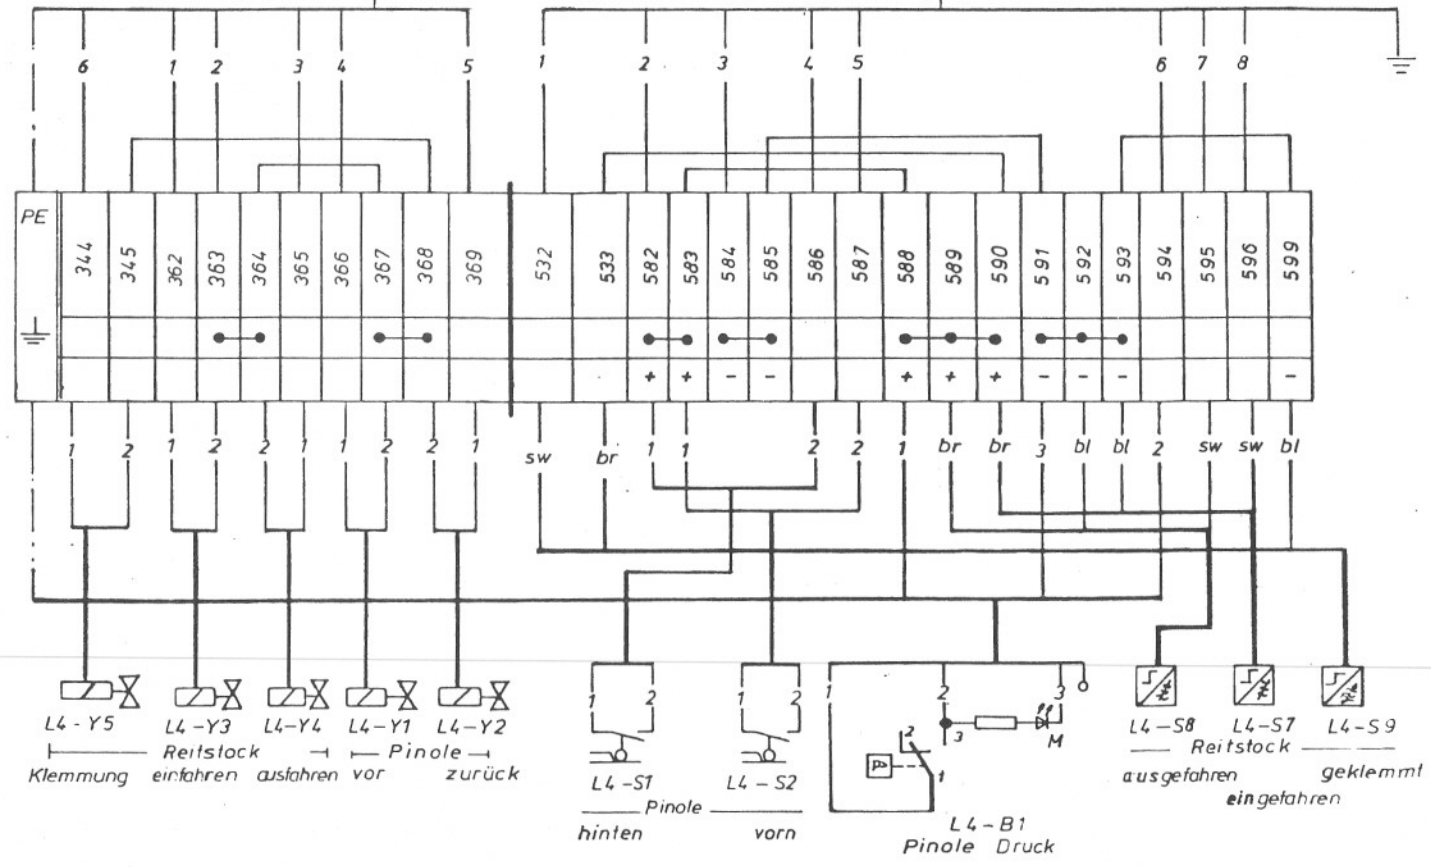 6 1 2 3 4 5 1 2 3 4 5 6 7 8
PE 344 345 362 363 364 365 366 367 368 369 532 533 582 583 584 585 586 587 588 589 590 591 592 593 594 595 596 599
+ + - - + + + - - - -
1 2 1 2 2 1 1 2 2 1 sw br 1 1 2 2 1 br br 3 bl bl 2 sw sw bl
1 2 1 2 1 2 3
L4-Y5 L4-Y3 L4-Y4 L4-Y1 L4-Y2
Reitstock Pinole
Klemmung einfahren ausfahren vor zurück
L4-S1 L4-S2
Pinole
hinten vorn
2 3 M
P 1
L4-B1
Pinole Druck
L4-S8 L4-S7 L4-S9
Reitstock
ausgefahren geklemmt
eingefahren